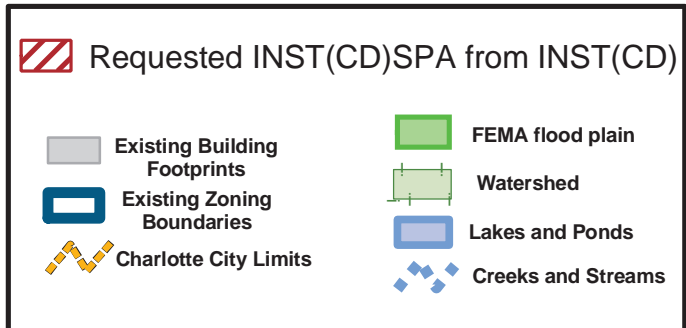 Requested INST(CD)SPA from INST(CD)
Existing Building
Footprints
Existing Zoning
Boundaries
Charlotte City Limits
FEMA flood plain
Watershed
Lakes and Ponds
Creeks and Streams